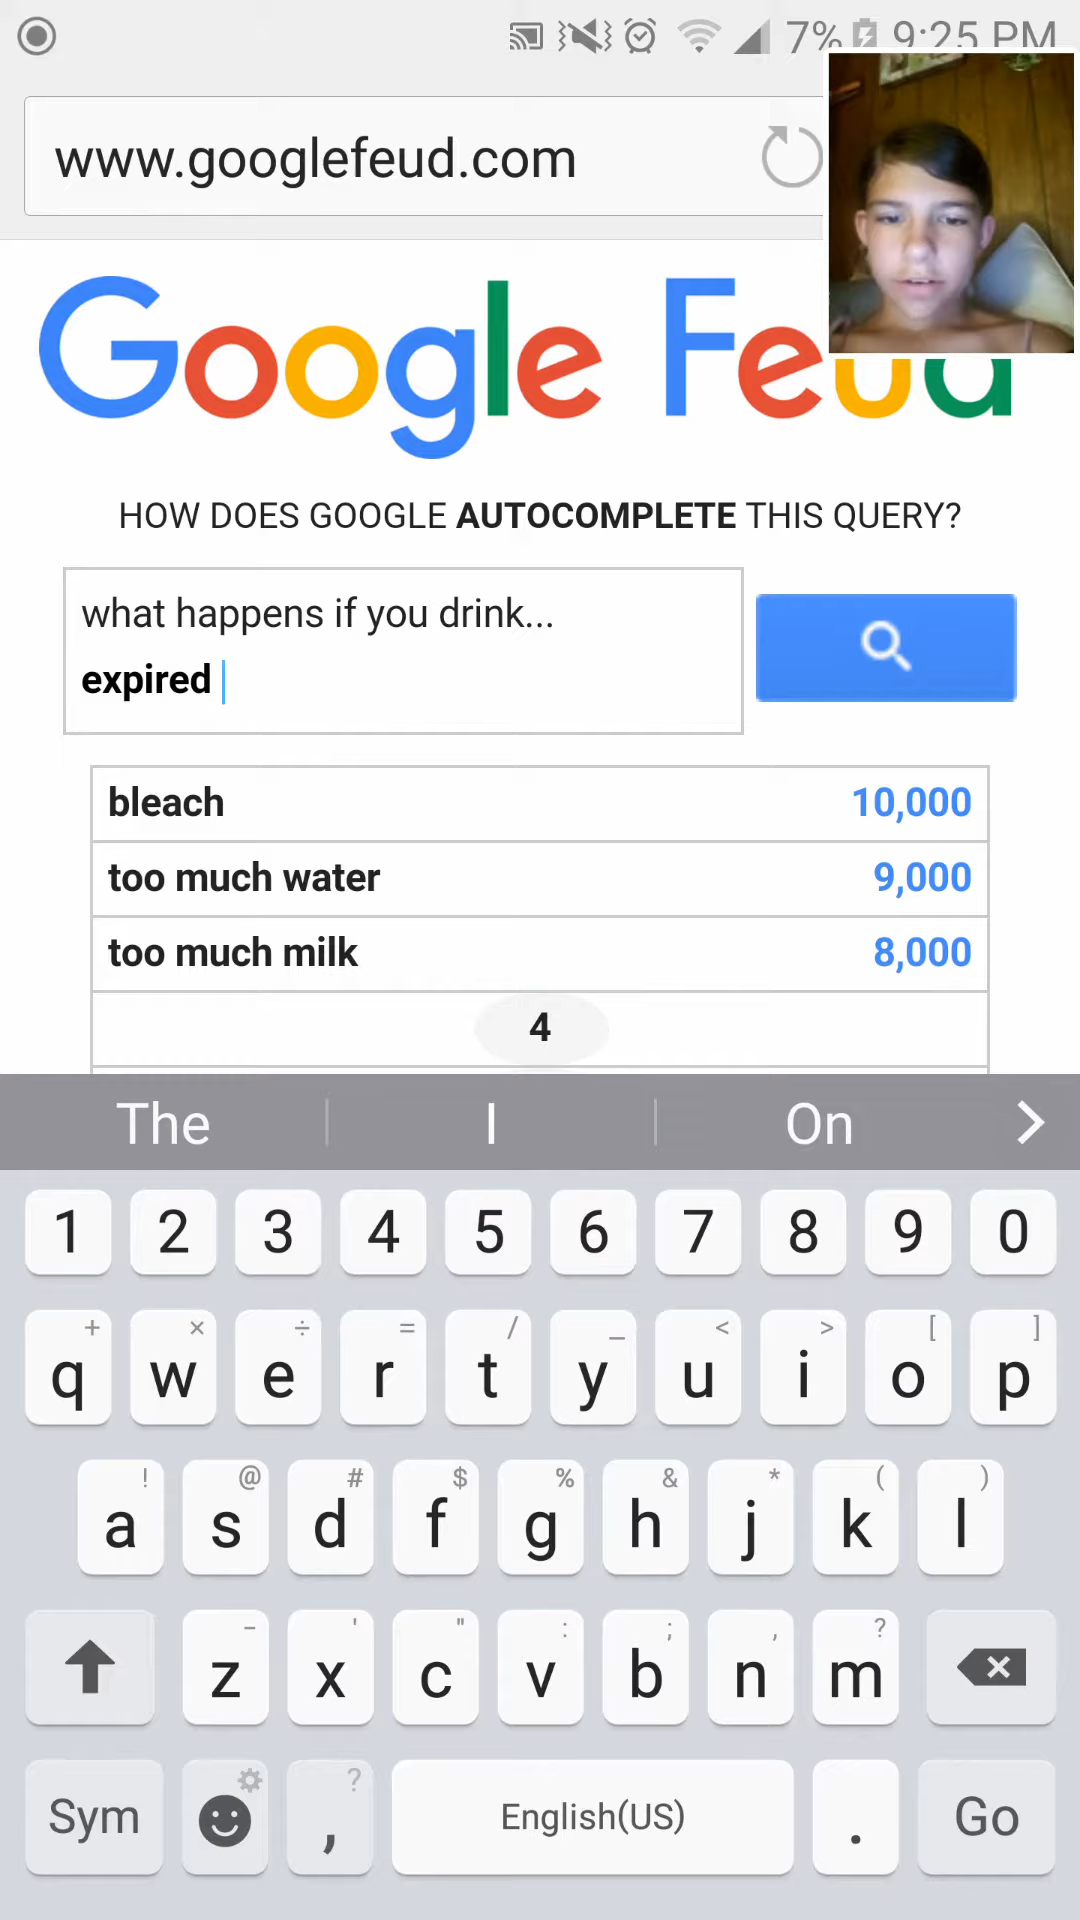 7% 9:25 PM
www.googlefeud.com
Google Feud
HOW DOES GOOGLE AUTOCOMPLETE THIS QUERY?
what happens if you drink...
expired
bleach 10,000
too much water 9,000
too much milk 8,000
4
The I On
1 2 3 4 5 6 7 8 9 0
+ × ÷ = / _ < > [ ]
q w e r t y u i o p
! @ # $ % & * ( )
a s d f g h j k l
- ' " : ; , ?
z x c v b n m
?
Sym , English(US) . Go